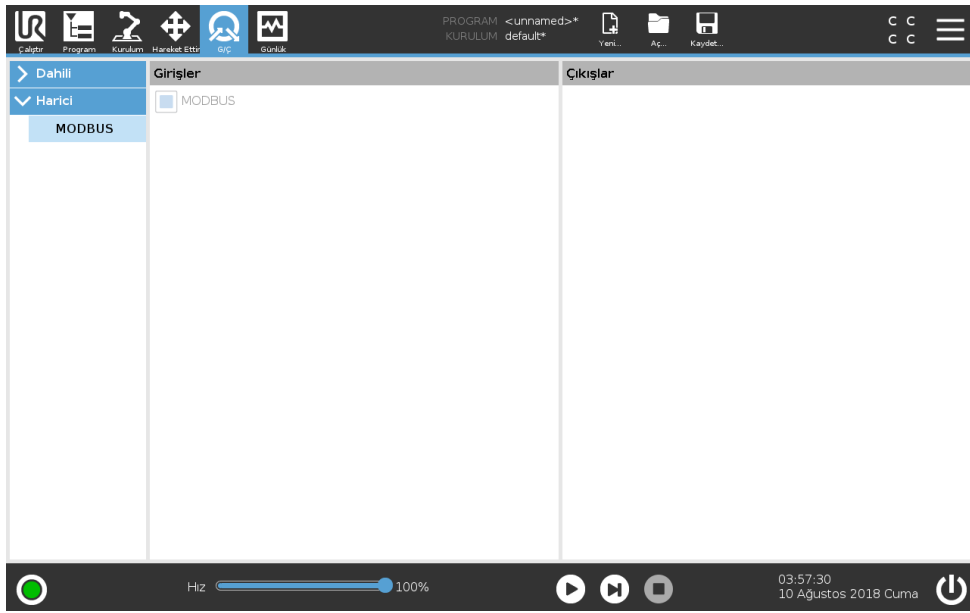 UR
PROGRAM <unnamed>*
KURULUM default*
C C
C C
Çalıştır Program Kurulum Hareket Ettir G/Ç Günlük Yeni... Aç... Kaydet...
Dahili
Harici
MODBUS
Girişler
MODBUS
Çıkışlar
Hız 100%
03:57:30
10 Ağustos 2018 Cuma